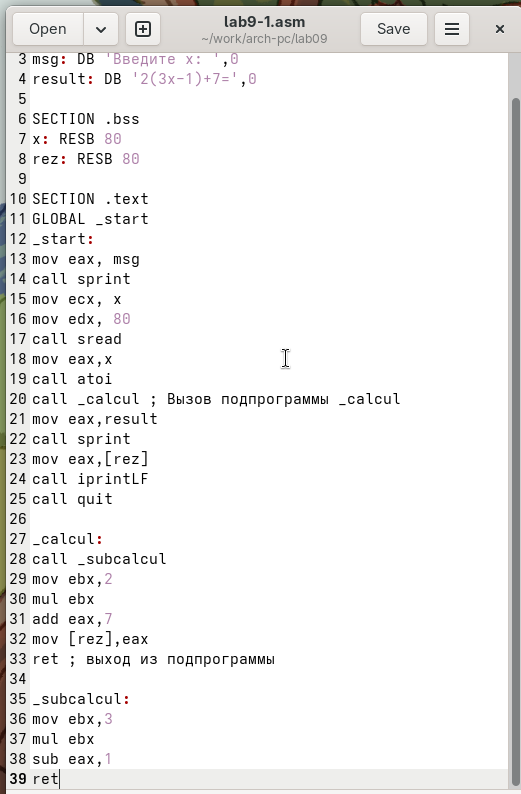 Open
lab9-1.asm
~/work/arch-pc/lab09
Save
3 msg: DB 'Введите x: ',0
4 result: DB '2(3x-1)+7=',0
5
6 SECTION .bss
7 x: RESB 80
8 rez: RESB 80
9
10 SECTION .text
11 GLOBAL _start
12 _start:
13 mov eax, msg
14 call sprint
15 mov ecx, x
16 mov edx, 80
17 call sread
18 mov eax,x
19 call atoi
20 call _calcul ; Вызов подпрограммы _calcul
21 mov eax,result
22 call sprint
23 mov eax,[rez]
24 call iprintLF
25 call quit
26
27 _calcul:
28 call _subcalcul
29 mov ebx,2
30 mul ebx
31 add eax,7
32 mov [rez],eax
33 ret ; выход из подпрограммы
34
35 _subcalcul:
36 mov ebx,3
37 mul ebx
38 sub eax,1
39 ret